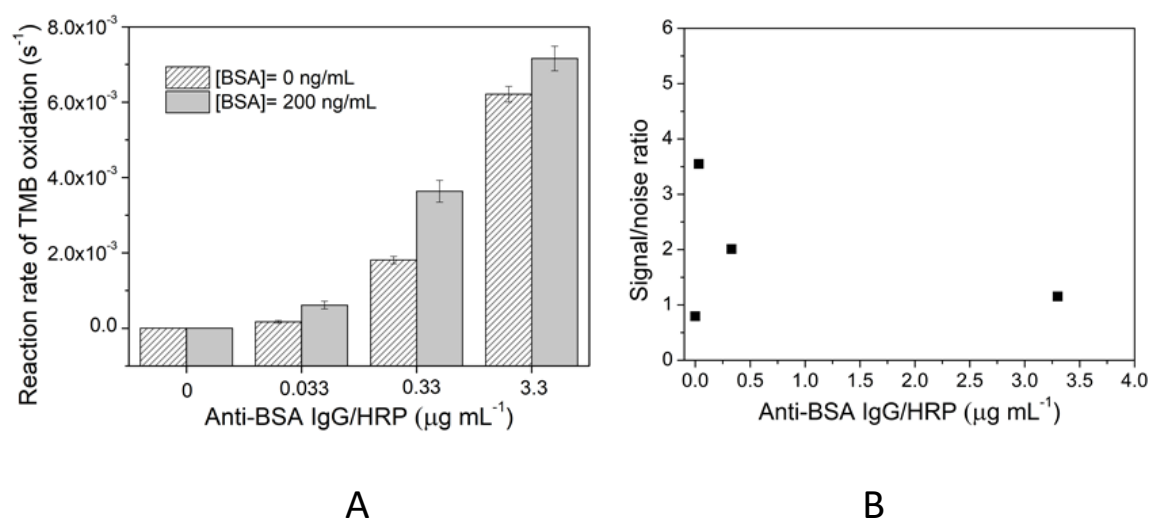 Reaction rate of TMB oxidation (s⁻¹)
8.0x10⁻³
6.0x10⁻³
4.0x10⁻³
2.0x10⁻³
0.0
[BSA]= 0 ng/mL
[BSA]= 200 ng/mL
0 0.033 0.33 3.3
Anti-BSA IgG/HRP (μg mL⁻¹)
A
Signal/noise ratio
6
5
4
3
2
1
0
0.0 0.5 1.0 1.5 2.0 2.5 3.0 3.5 4.0
Anti-BSA IgG/HRP (μg mL⁻¹)
B